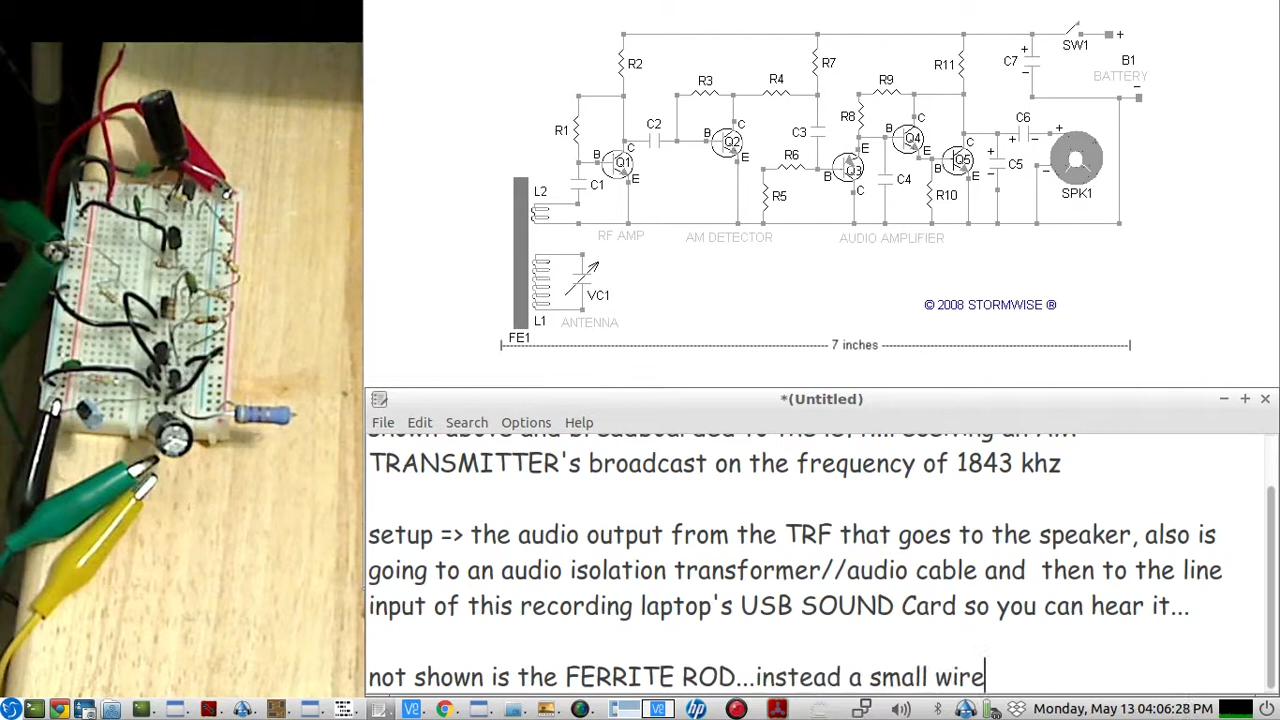 SW1
+
R2
R7
R11
C7
+
−
B1
BATTERY
−
R3
R4
R9
R1
C2
C3
R8
C6
+
−
B
C
Q1
E
B
C
Q2
E
R6
R5
B
E
Q3
C
B
C
Q4
E
B
C
Q5
E
C4
R10
+
C5
−
+
−
SPK1
L2
C1
RF AMP
AM DETECTOR
AUDIO AMPLIFIER
VC1
L1
ANTENNA
FE1
© 2008 STORMWISE ®
7 inches
*(Untitled)
File Edit Search Options Help
TRANSMITTER's broadcast on the frequency of 1843 khz
setup => the audio output from the TRF that goes to the speaker, also is
going to an audio isolation transformer//audio cable and then to the line
input of this recording laptop's USB SOUND Card so you can hear it...
not shown is the FERRITE ROD...instead a small wire
Monday, May 13 04:06:28 PM